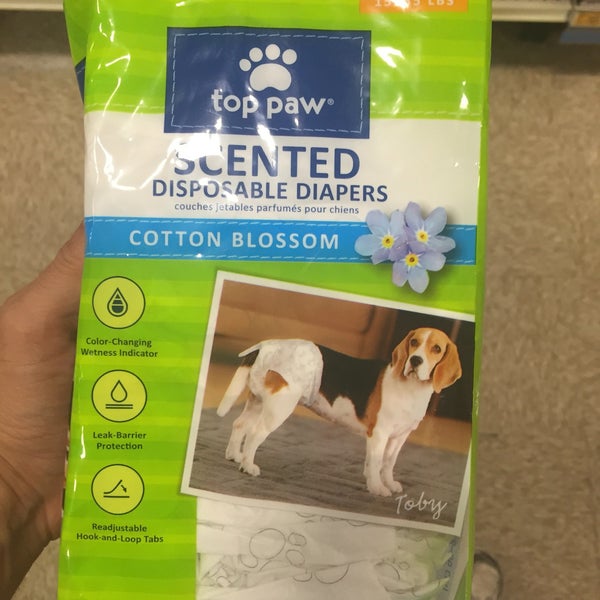 LBS
top paw®
SCENTED
DISPOSABLE DIAPERS
couches jetables parfumés pour chiens
COTTON BLOSSOM
Color-Changing
Wetness Indicator
Leak-Barrier
Protection
Readjustable
Hook-and-Loop Tabs
Toby